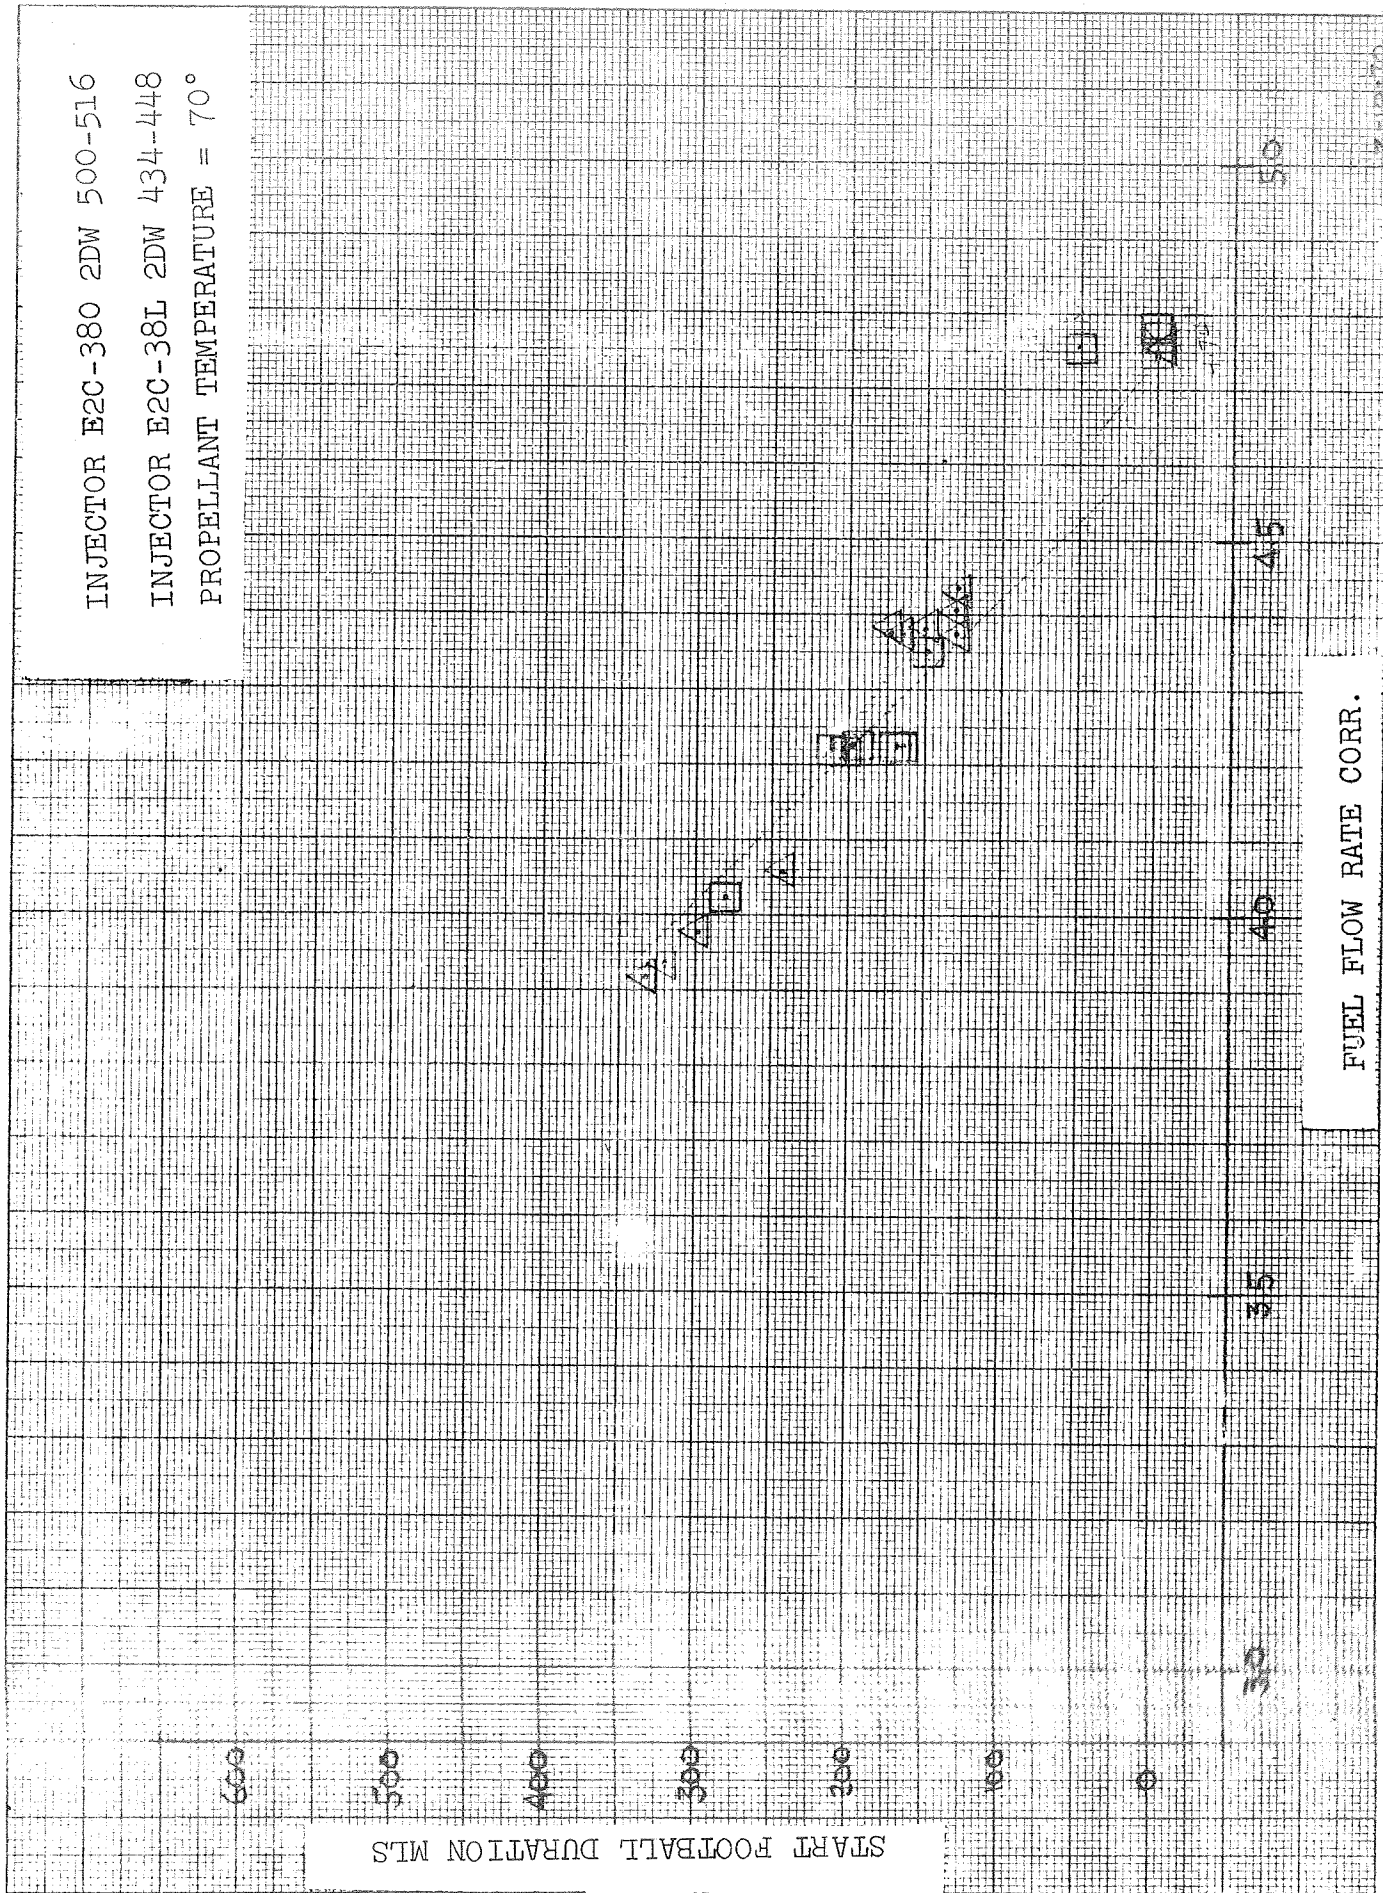 INJECTOR E2C-380 2DW 500-516
INJECTOR E2C-38L 2DW 434-448
PROPELLANT TEMPERATURE = 70°
START FOOTBALL DURATION MLS
600
500
400
300
200
100
0
30
35
40
45
50
FUEL FLOW RATE CORR.